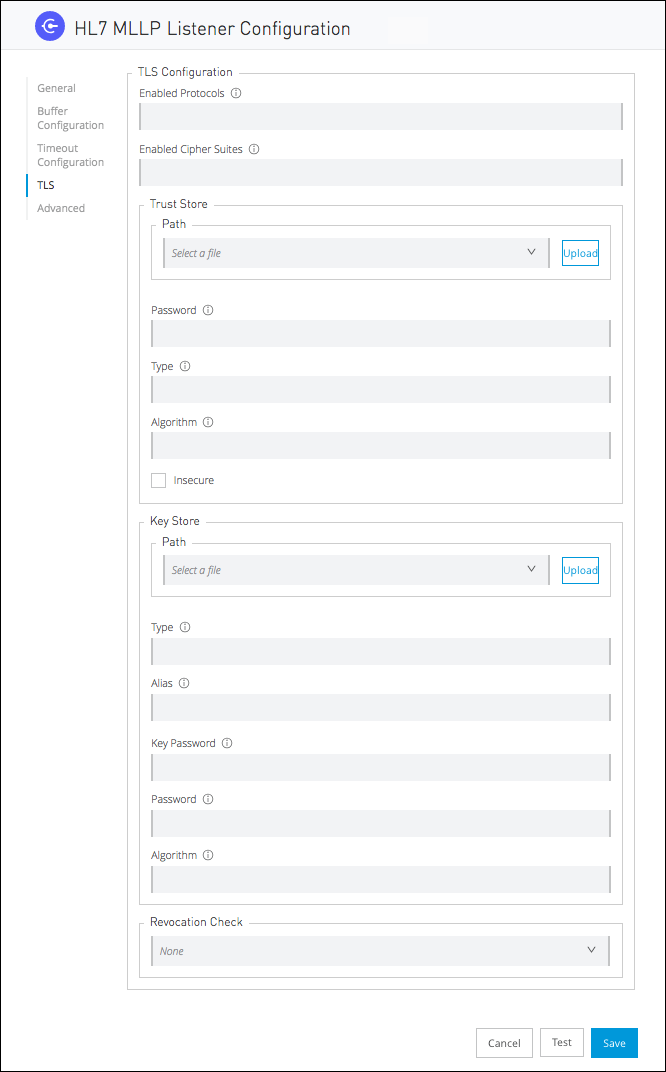 HL7 MLLP Listener Configuration
General
Buffer
Configuration
Timeout
Configuration
TLS
Advanced
TLS Configuration
Enabled Protocols
Enabled Cipher Suites
Trust Store
Path
Select a file
Upload
Password
Type
Algorithm
Insecure
Key Store
Path
Select a file
Upload
Type
Alias
Key Password
Password
Algorithm
Revocation Check
None
Cancel
Test
Save